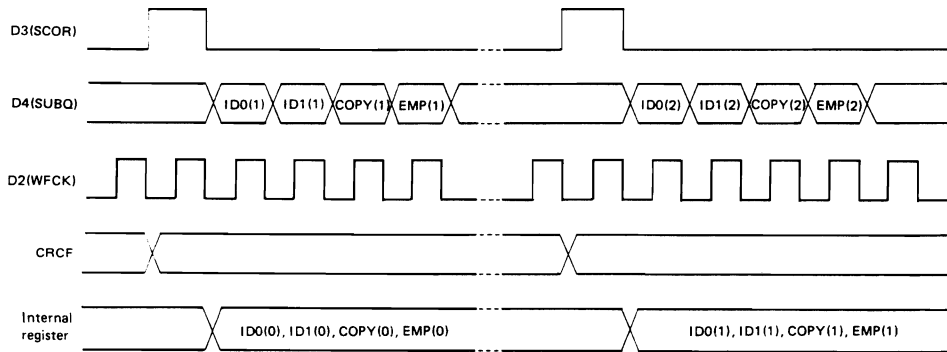 D3(SCOR)
D4(SUBQ)
ID0(1) ID1(1) COPY(1) EMP(1) ID0(2) ID1(2) COPY(2) EMP(2)
D2(WFCK)
CRCF
Internal
register
ID0(0), ID1(0), COPY(0), EMP(0) ID0(1), ID1(1), COPY(1), EMP(1)